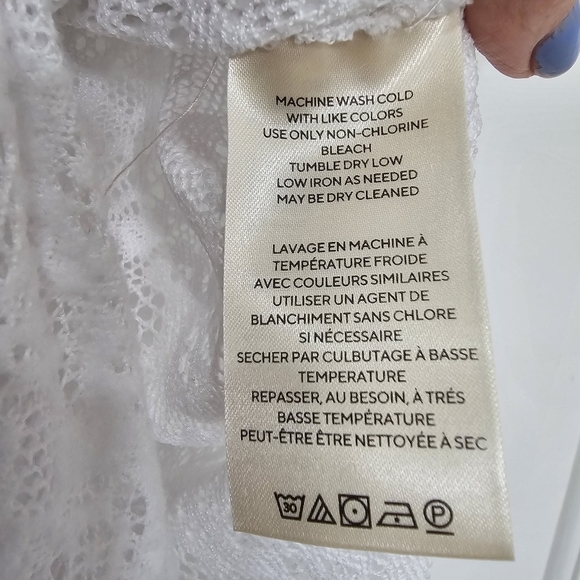 MACHINE WASH COLD
WITH LIKE COLORS
USE ONLY NON-CHLORINE
BLEACH
TUMBLE DRY LOW
LOW IRON AS NEEDED
MAY BE DRY CLEANED
LAVAGE EN MACHINE À
TEMPÉRATURE FROIDE
AVEC COULEURS SIMILAIRES
UTILISER UN AGENT DE
BLANCHIMENT SANS CHLORE
SI NÉCESSAIRE
SECHER PAR CULBUTAGE À BASSE
TEMPERATURE
REPASSER, AU BESOIN, À TRÉS
BASSE TEMPÉRATURE
PEUT-ÊTRE ÊTRE NETTOYÉE À SEC
30 P